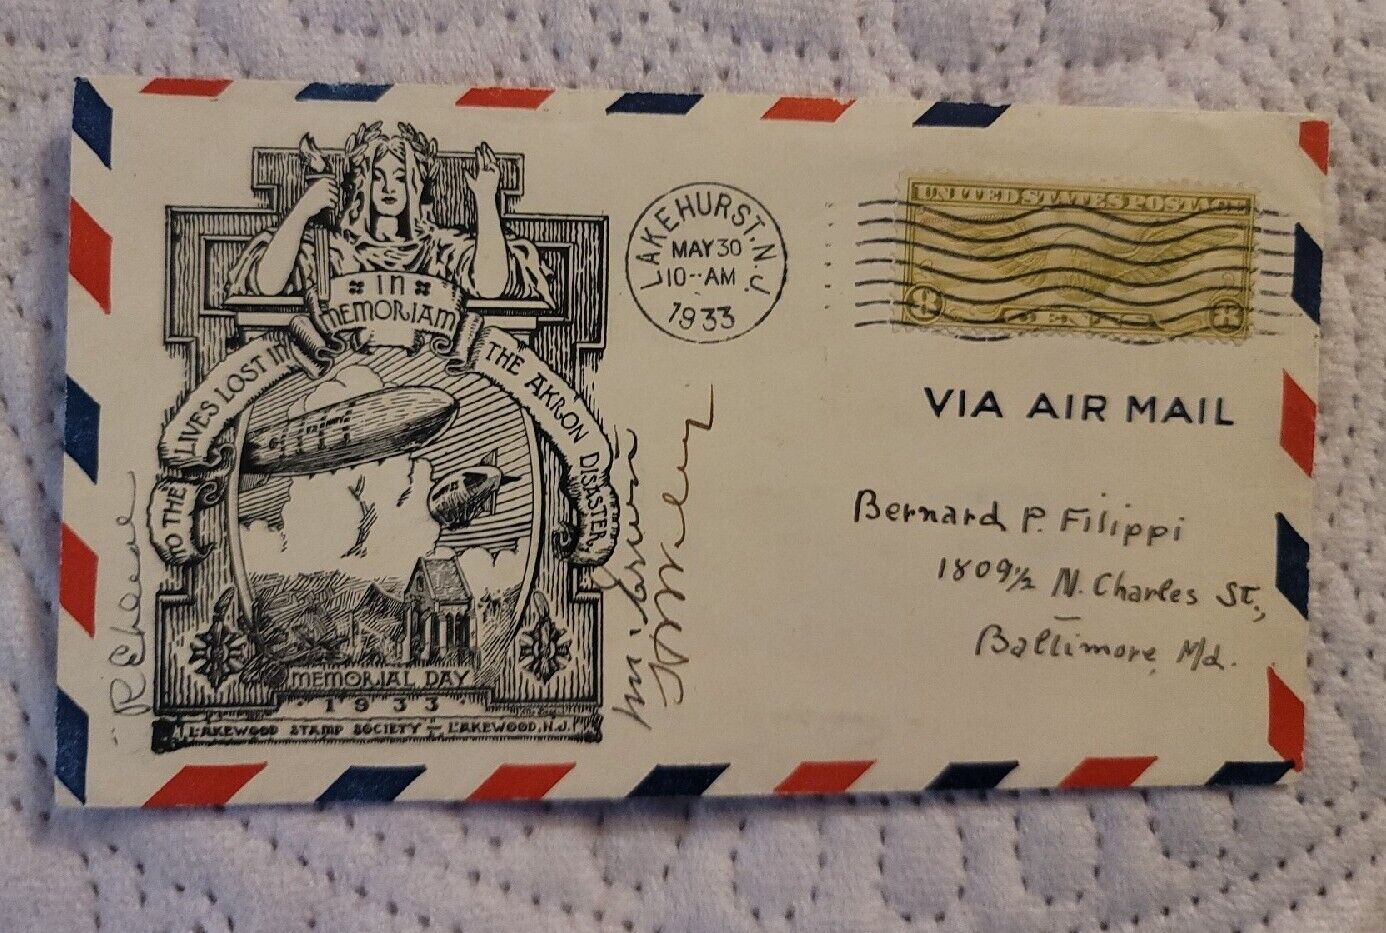 IN
MEMORIAM
TO THE LIVES LOST IN THE AKRON DISASTER
MEMORIAL DAY
1933
LAKEWOOD STAMP SOCIETY LAKEWOOD, N.J.
LAKEHURST, N.J.
MAY 30
10-AM
1933
UNITED STATES POSTAGE
8 8
VIA AIR MAIL
Bernard P. Filippi
1809½ N. Charles St.,
Baltimore, Md.